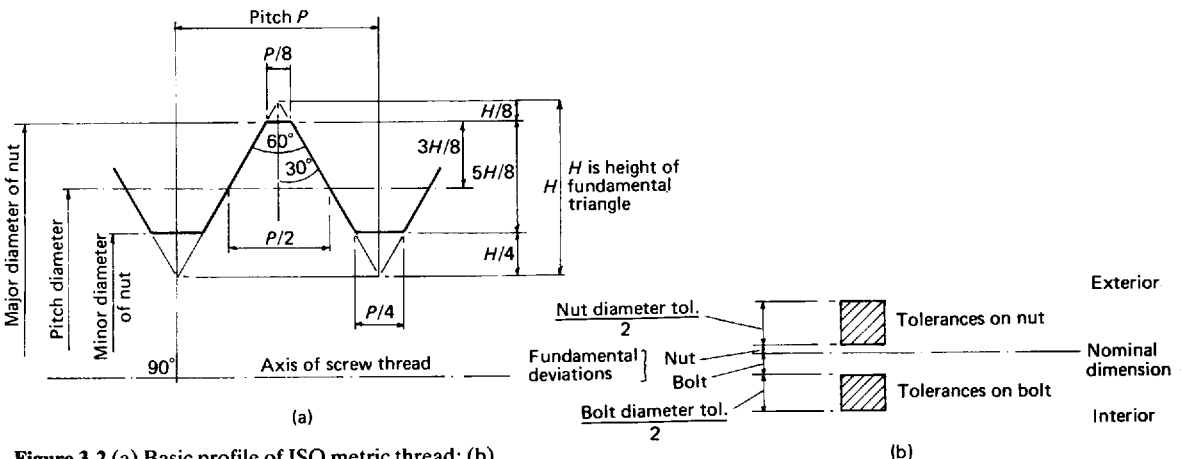 Pitch P
P/8
H/8
60°
3H/8
30°
5H/8
H
H is height of
fundamental
triangle
P/2
H/4
P/4
Major diameter of nut
Pitch diameter
Minor diameter
of nut
90°
Axis of screw thread
(a)
Exterior
Nut diameter tol.
2
Tolerances on nut
Fundamental
deviations
Nut
Bolt
Nominal
dimension
Bolt diameter tol.
2
Tolerances on bolt
Interior
(b)
Figure 3.2 (a) Basic profile of ISO metric thread; (b)